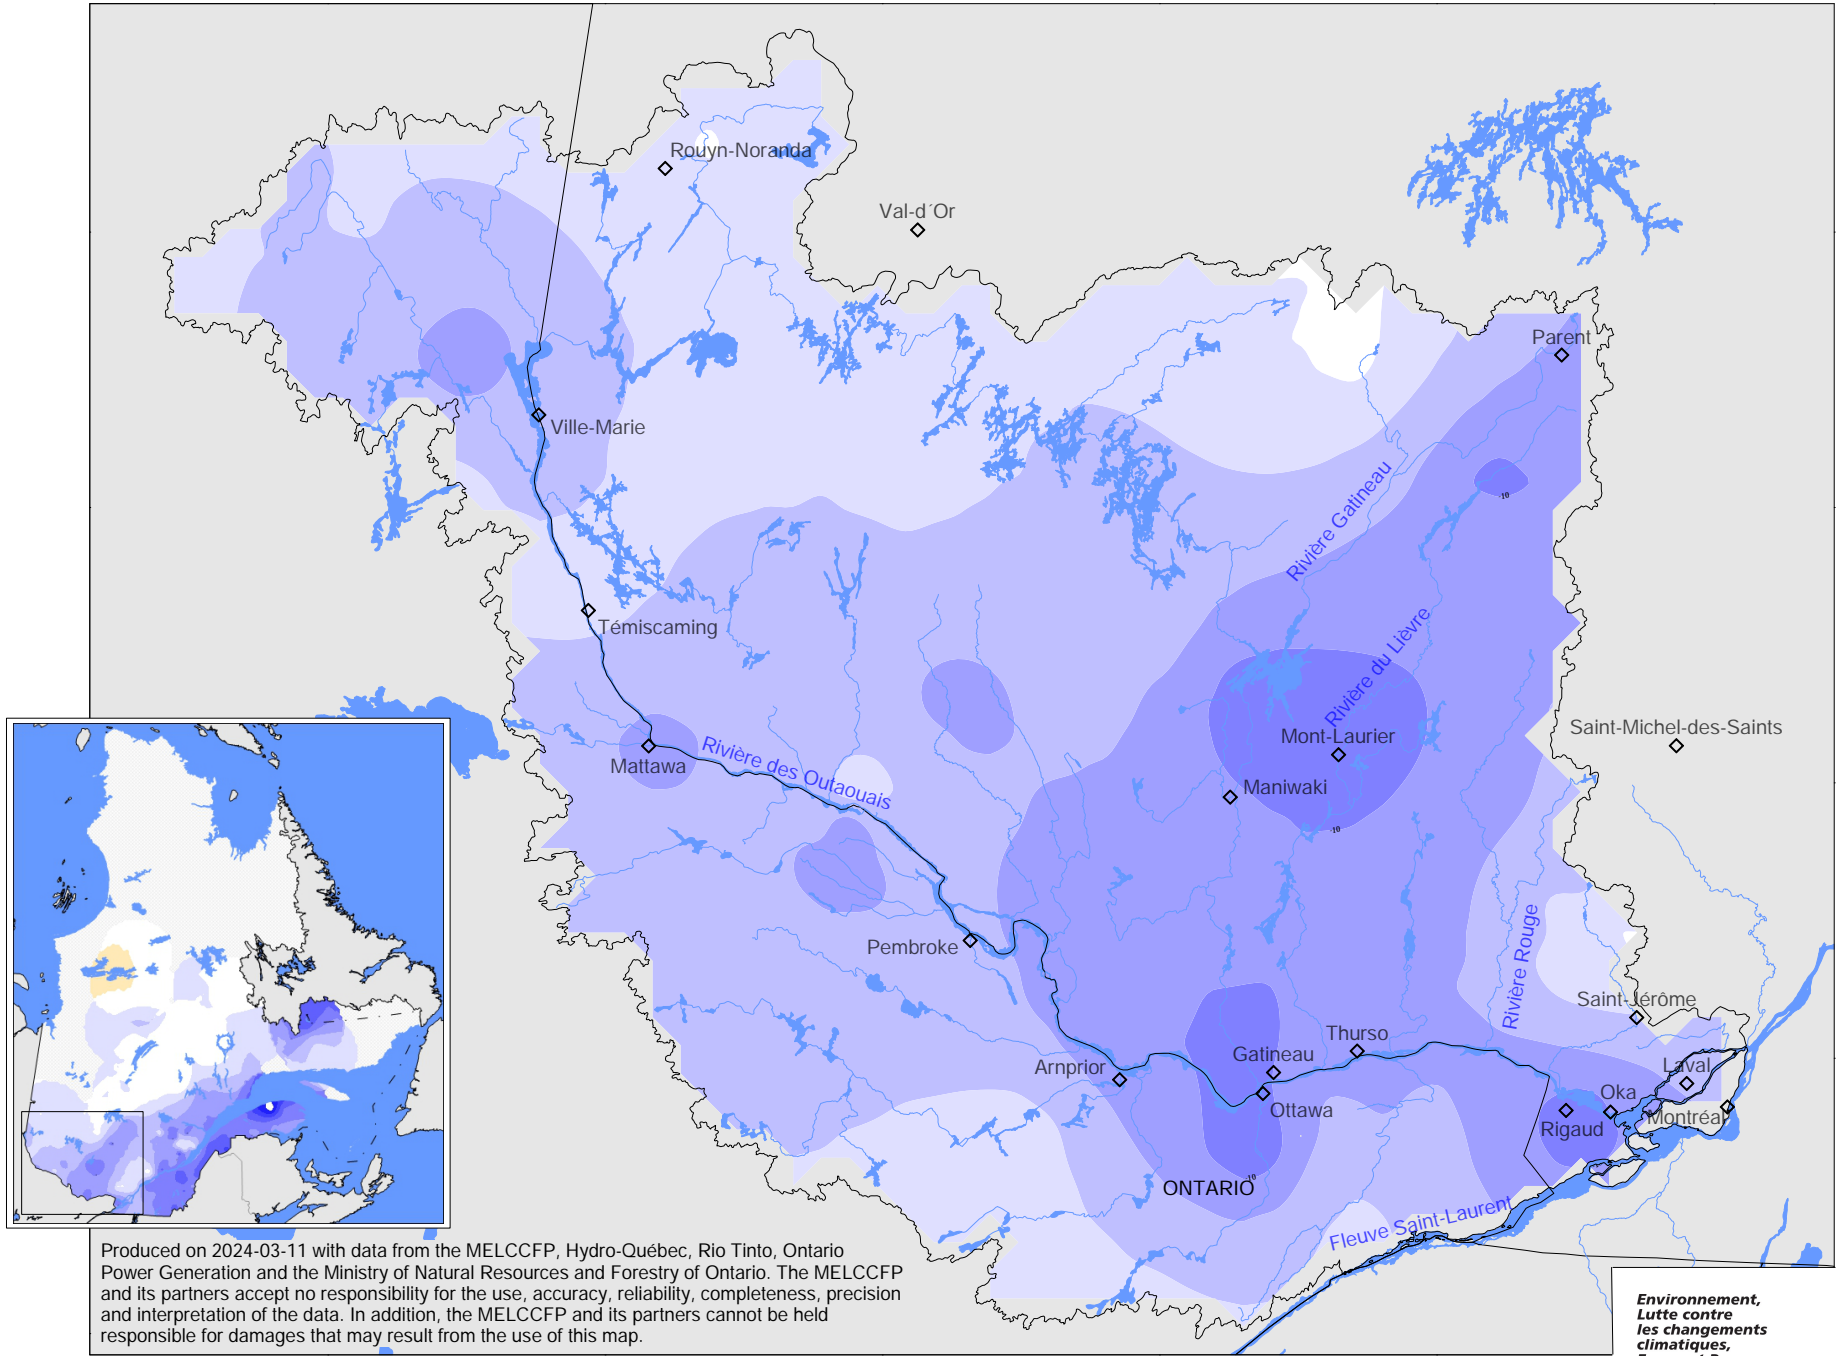 Rouyn-Noranda
Val-d´Or
Parent
Ville-Marie
10
Rivière Gatineau
Témiscaming
Rivière du Lièvre
Saint-Michel-des-Saints
Mont-Laurier
Mattawa
Rivière des Outaouais
Maniwaki
10
Pembroke
Rivière Rouge
Saint-Jérôme
Thurso
Gatineau
Arnprior
Laval
Oka
Ottawa
Montréal
Rigaud
10
ONTARIO
Fleuve Saint-Laurent
Produced on 2024-03-11 with data from the MELCCFP, Hydro-Québec, Rio Tinto, Ontario
Power Generation and the Ministry of Natural Resources and Forestry of Ontario. The MELCCFP
and its partners accept no responsibility for the use, accuracy, reliability, completeness, precision
and interpretation of the data. In addition, the MELCCFP and its partners cannot be held
responsible for damages that may result from the use of this map.
Environnement,
Lutte contre
les changements
climatiques,